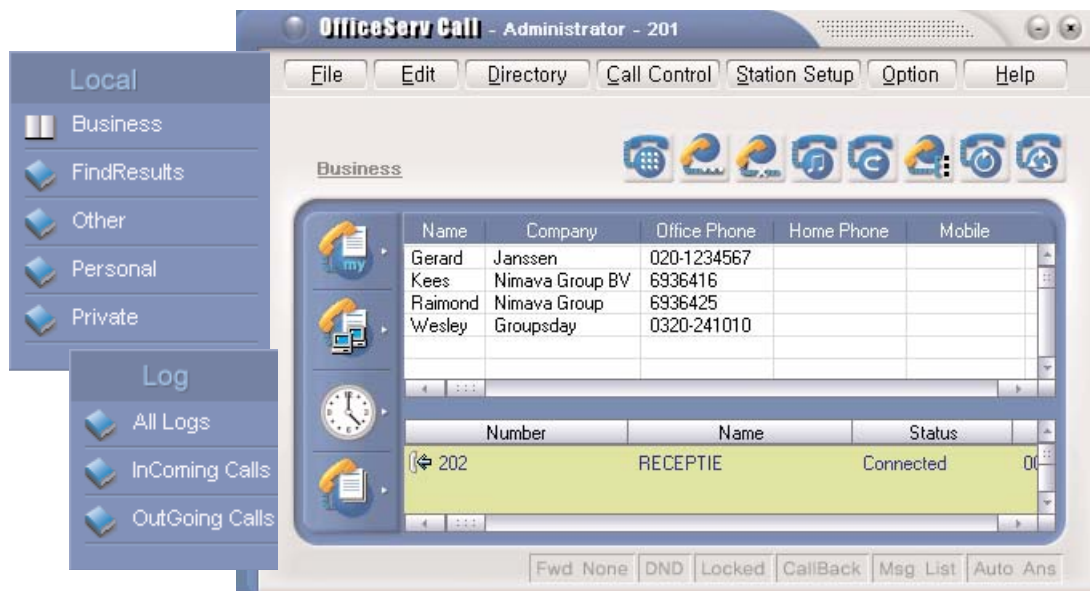 OfficeServ Call - Administrator - 201
File Edit Directory Call Control Station Setup Option Help
Local
Business
FindResults
Other
Personal
Private
Log
All Logs
InComing Calls
OutGoing Calls
Business
my
Name Company Office Phone Home Phone Mobile
Gerard Janssen 020-1234567
Kees Nimava Group BV 6936416
Raimond Nimava Group 6936425
Wesley Groupsday 0320-241010
Number Name Status
202 RECEPTIE Connected
Fwd None DND Locked CallBack Msg List Auto Ans